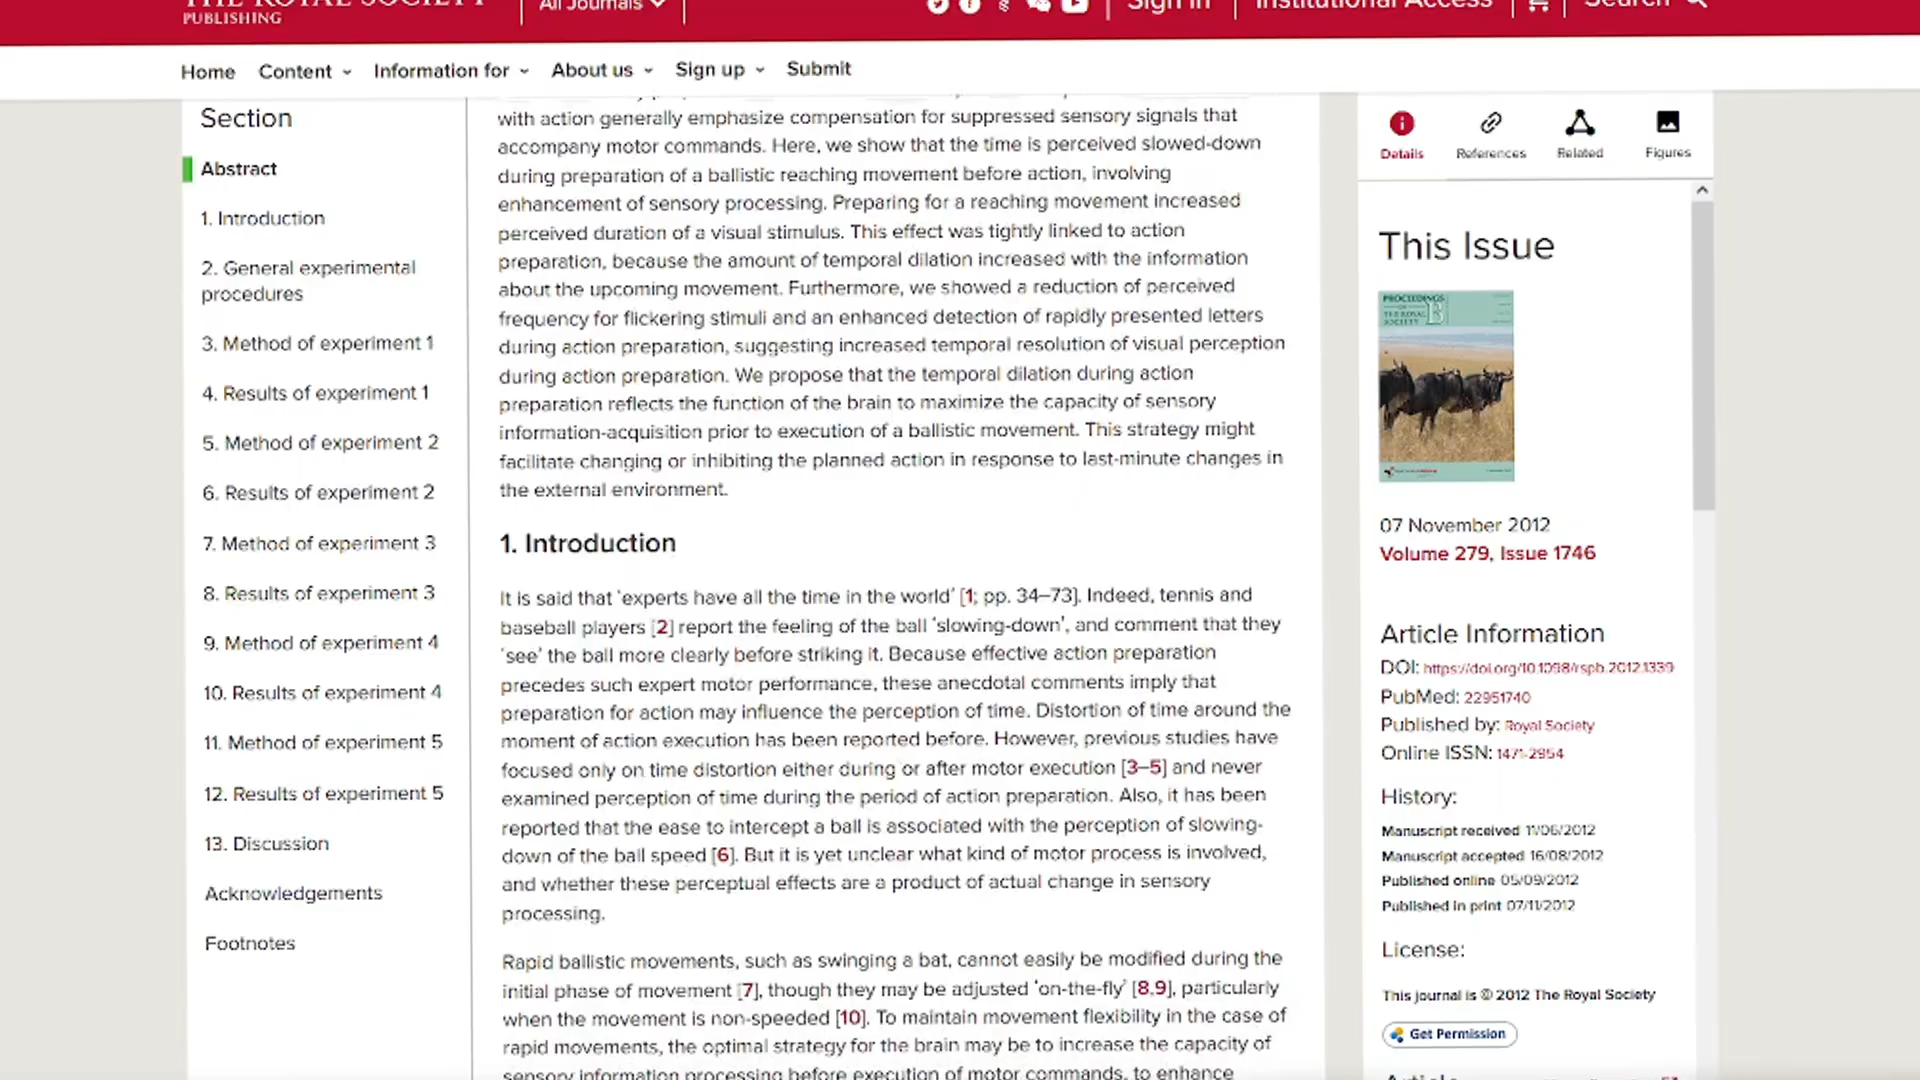 THE ROYAL SOCIETY
PUBLISHING
All Journals
Sign in
Institutional Access
Search
Home
Content
Information for
About us
Sign up
Submit
Section
Abstract
1. Introduction
2. General experimental
procedures
3. Method of experiment 1
4. Results of experiment 1
5. Method of experiment 2
6. Results of experiment 2
7. Method of experiment 3
8. Results of experiment 3
9. Method of experiment 4
10. Results of experiment 4
11. Method of experiment 5
12. Results of experiment 5
13. Discussion
Acknowledgements
Footnotes
with action generally emphasize compensation for suppressed sensory signals that
accompany motor commands. Here, we show that the time is perceived slowed-down
during preparation of a ballistic reaching movement before action, involving
enhancement of sensory processing. Preparing for a reaching movement increased
perceived duration of a visual stimulus. This effect was tightly linked to action
preparation, because the amount of temporal dilation increased with the information
about the upcoming movement. Furthermore, we showed a reduction of perceived
frequency for flickering stimuli and an enhanced detection of rapidly presented letters
during action preparation, suggesting increased temporal resolution of visual perception
during action preparation. We propose that the temporal dilation during action
preparation reflects the function of the brain to maximize the capacity of sensory
information-acquisition prior to execution of a ballistic movement. This strategy might
facilitate changing or inhibiting the planned action in response to last-minute changes in
the external environment.
1. Introduction
It is said that 'experts have all the time in the world' [1; pp. 34–73]. Indeed, tennis and
baseball players [2] report the feeling of the ball 'slowing-down', and comment that they
'see' the ball more clearly before striking it. Because effective action preparation
precedes such expert motor performance, these anecdotal comments imply that
preparation for action may influence the perception of time. Distortion of time around the
moment of action execution has been reported before. However, previous studies have
focused only on time distortion either during or after motor execution [3–5] and never
examined perception of time during the period of action preparation. Also, it has been
reported that the ease to intercept a ball is associated with the perception of slowing-
down of the ball speed [6]. But it is yet unclear what kind of motor process is involved,
and whether these perceptual effects are a product of actual change in sensory
processing.
Rapid ballistic movements, such as swinging a bat, cannot easily be modified during the
initial phase of movement [7], though they may be adjusted 'on-the-fly' [8,9], particularly
when the movement is non-speeded [10]. To maintain movement flexibility in the case of
rapid movements, the optimal strategy for the brain may be to increase the capacity of
sensory information processing before execution of motor commands, to enhance
Details
References
Related
Figures
This Issue
PROCEEDINGS
THE ROYAL
SOCIETY
B
07 November 2012
Volume 279, Issue 1746
Article Information
DOI: https://doi.org/10.1098/rspb.2012.1339
PubMed: 22951740
Published by: Royal Society
Online ISSN: 1471-2954
History:
Manuscript received 11/06/2012
Manuscript accepted 16/08/2012
Published online 05/09/2012
Published in print 07/11/2012
License:
This journal is © 2012 The Royal Society
Get Permission